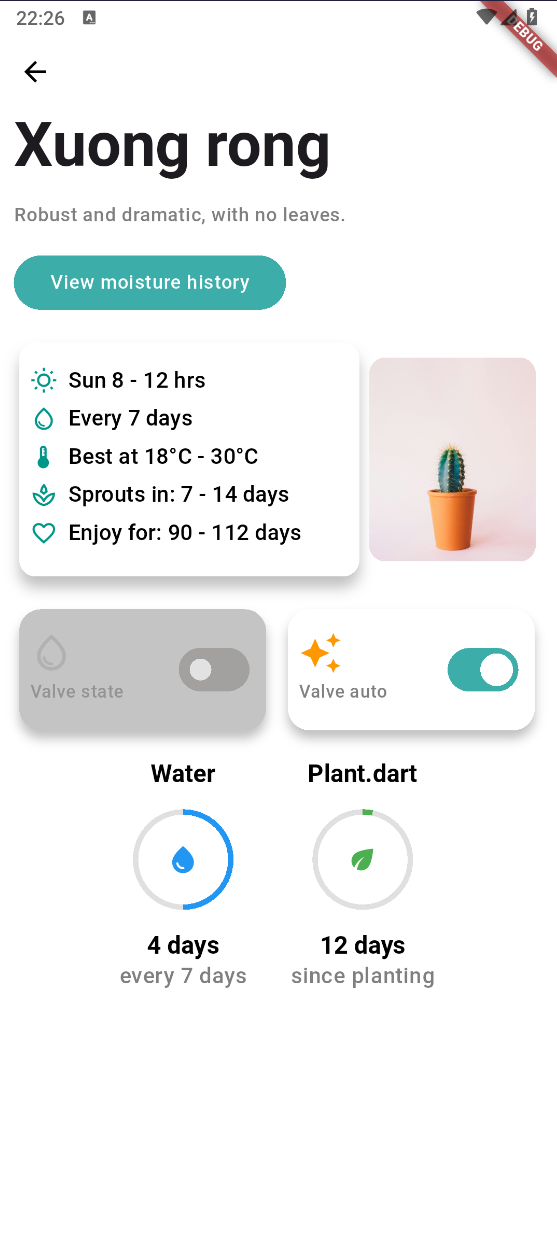 22:26
A
DEBUG
Xuong rong
Robust and dramatic, with no leaves.
View moisture history
Sun 8 - 12 hrs
Every 7 days
Best at 18°C - 30°C
Sprouts in: 7 - 14 days
Enjoy for: 90 - 112 days
Valve state
Valve auto
Water
Plant.dart
4 days
12 days
every 7 days
since planting